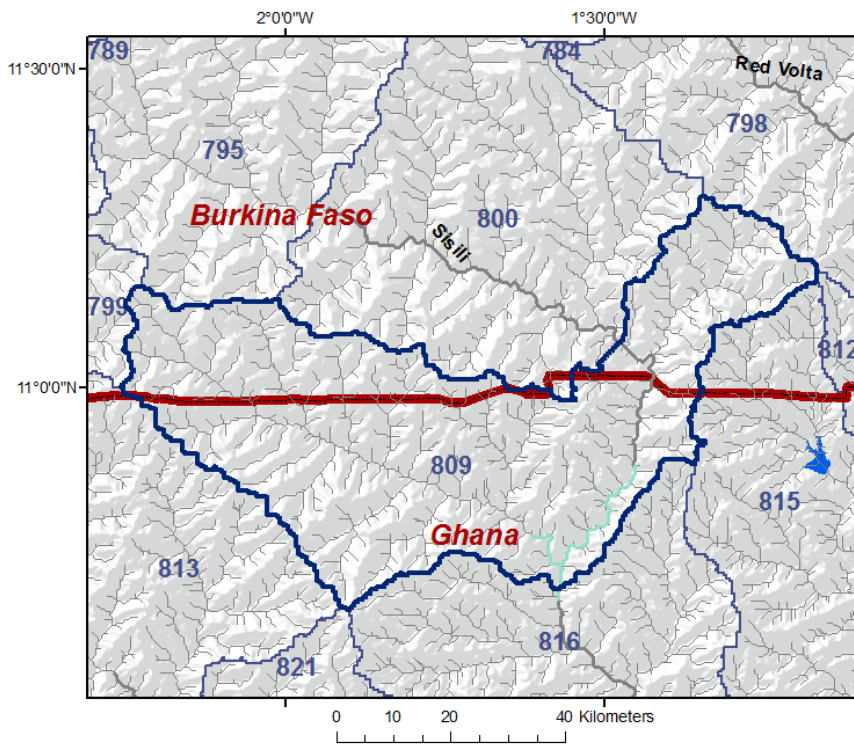 2°0'0"W
1°30'0"W
11°30'0"N
789
784
Red Volta
798
795
Burkina Faso
800
Sisili
799
812
11°0'0"N
809
815
Ghana
813
816
821
0 10 20 40 Kilometers